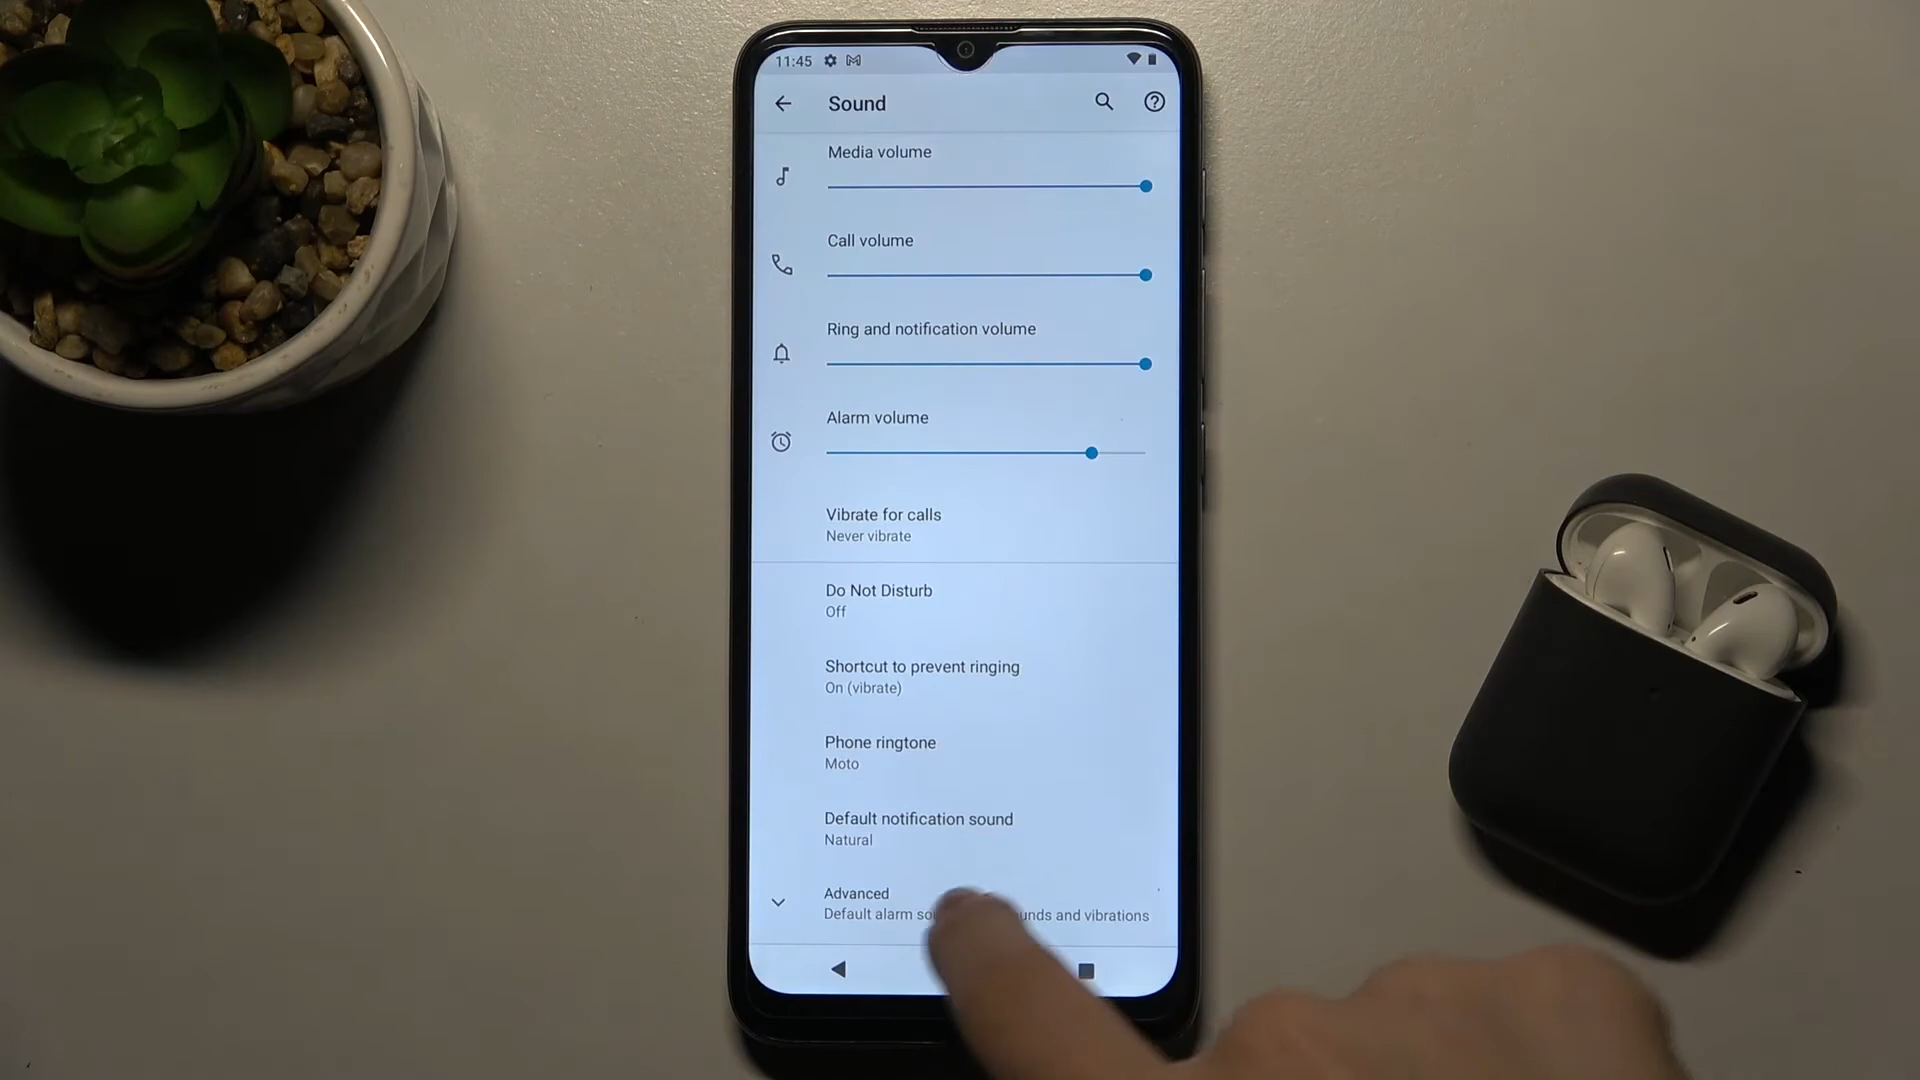 11:45
Sound
Media volume
Call volume
Ring and notification volume
Alarm volume
Vibrate for calls
Never vibrate
Do Not Disturb
Off
Shortcut to prevent ringing
On (vibrate)
Phone ringtone
Moto
Default notification sound
Natural
Advanced
Default alarm and vibrations